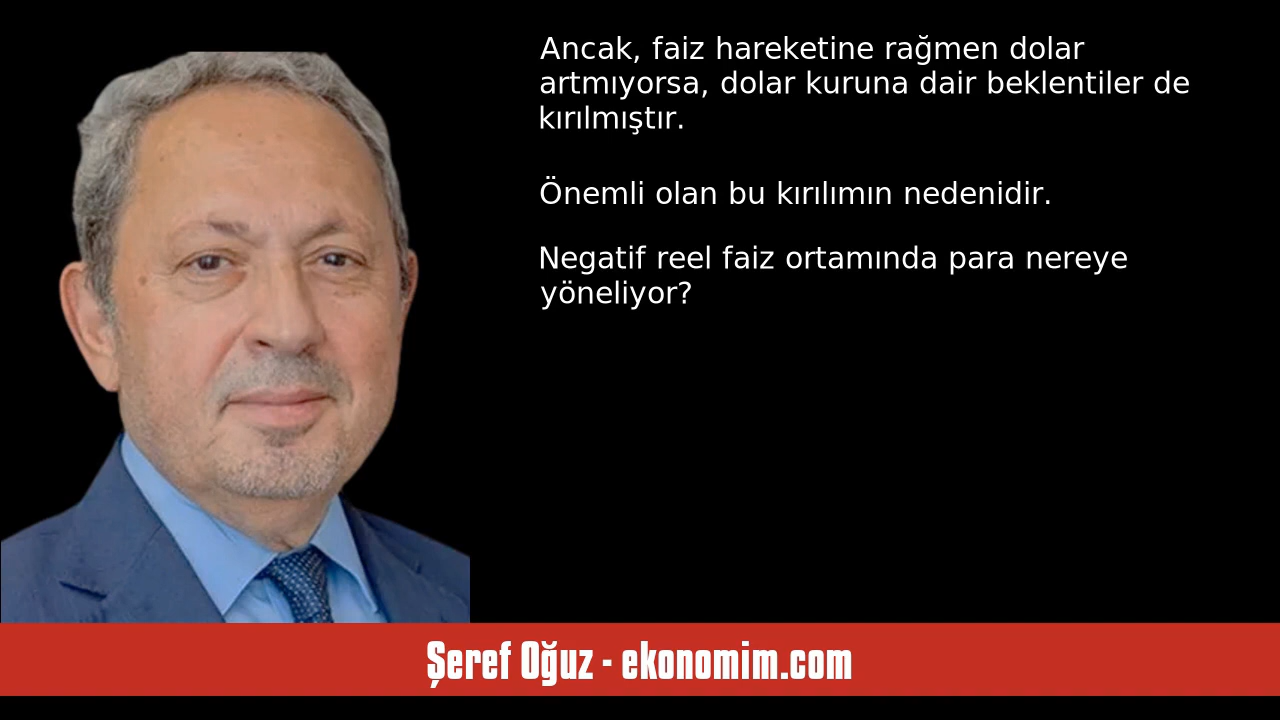 Ancak, faiz hareketine rağmen dolar
artmıyorsa, dolar kuruna dair beklentiler de
kırılmıştır.
Önemli olan bu kırılımın nedenidir.
Negatif reel faiz ortamında para nereye
yöneliyor?
Şeref Oğuz - ekonomim.com